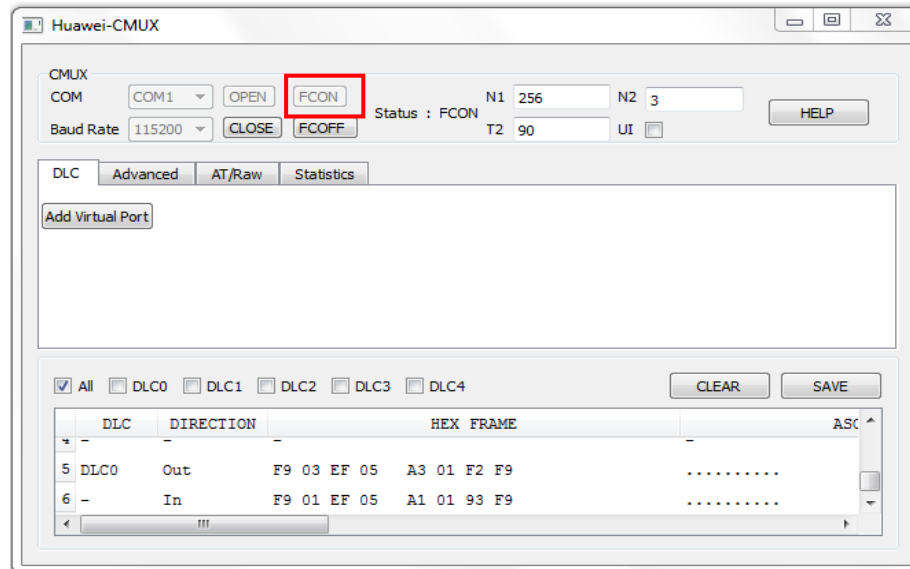 Huawei-CMUX
CMUX
COM COM1 OPEN FCON Status : FCON N1 256 N2 3 HELP
Baud Rate 115200 CLOSE FCOFF T2 90 UI
DLC Advanced AT/Raw Statistics
Add Virtual Port
All DLC0 DLC1 DLC2 DLC3 DLC4 CLEAR SAVE
DLC DIRECTION HEX FRAME ASC
- - - -
5 DLC0 Out F9 03 EF 05 A3 01 F2 F9 ..........
6 - In F9 01 EF 05 A1 01 93 F9 ..........